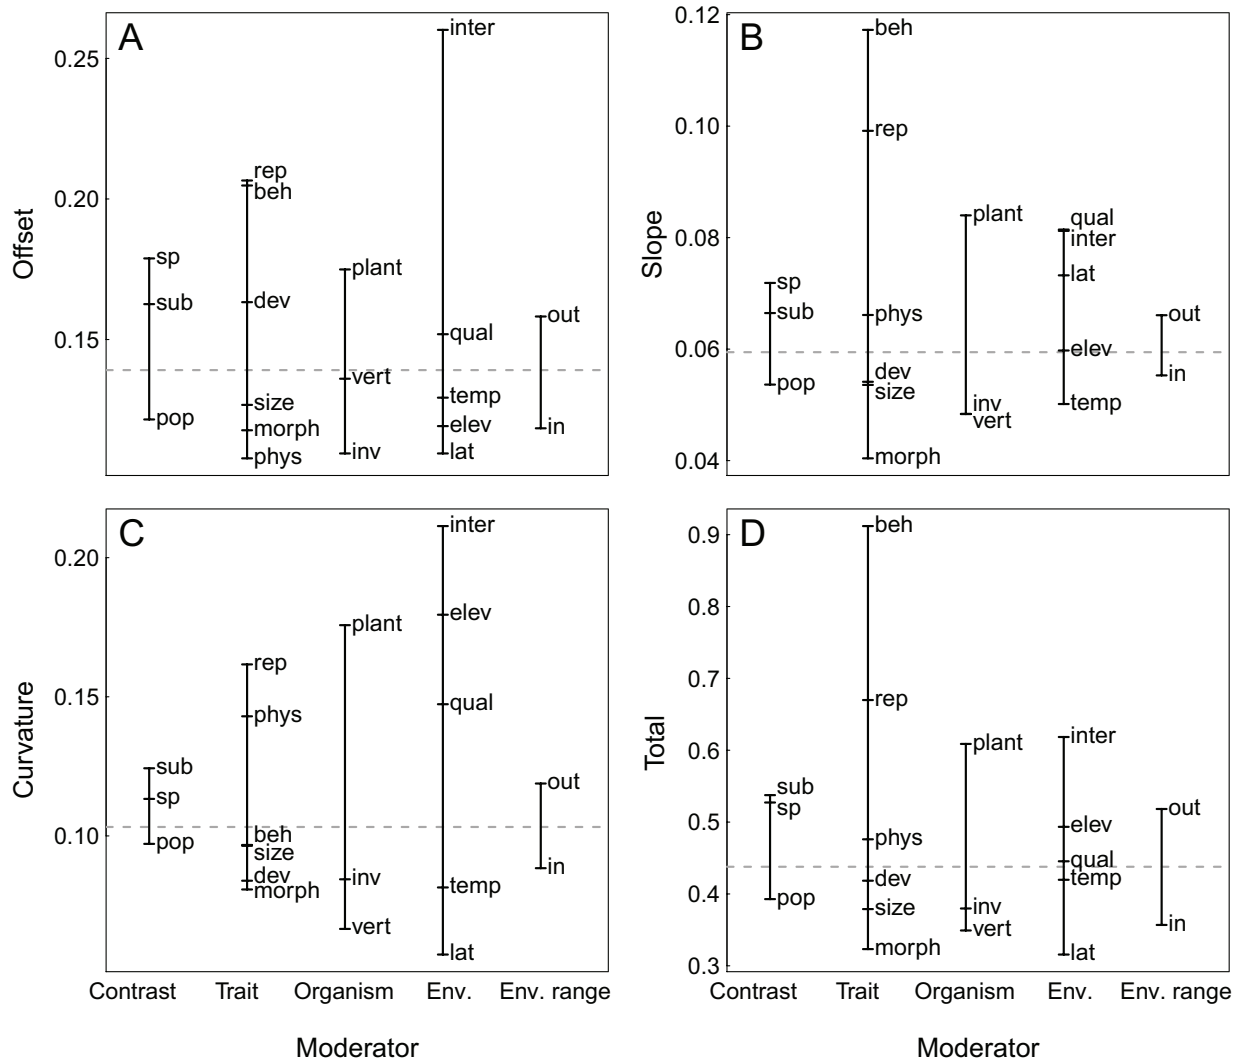 A
Offset
0.25
0.20
0.15
sp
sub
pop
rep
beh
dev
size
morph
phys
plant
vert
inv
inter
qual
temp
elev
lat
out
in
B
Slope
0.12
0.10
0.08
0.06
0.04
sp
sub
pop
beh
rep
phys
dev
size
morph
plant
inv
vert
qual
inter
lat
elev
temp
out
in
C
Curvature
0.20
0.15
0.10
sub
sp
pop
rep
phys
beh
size
dev
morph
plant
inv
vert
inter
elev
qual
temp
lat
out
in
Contrast Trait Organism Env. Env. range
Moderator
D
Total
0.9
0.8
0.7
0.6
0.5
0.4
0.3
sub
sp
pop
beh
rep
phys
dev
size
morph
plant
inv
vert
inter
elev
qual
temp
lat
out
in
Contrast Trait Organism Env. Env. range
Moderator